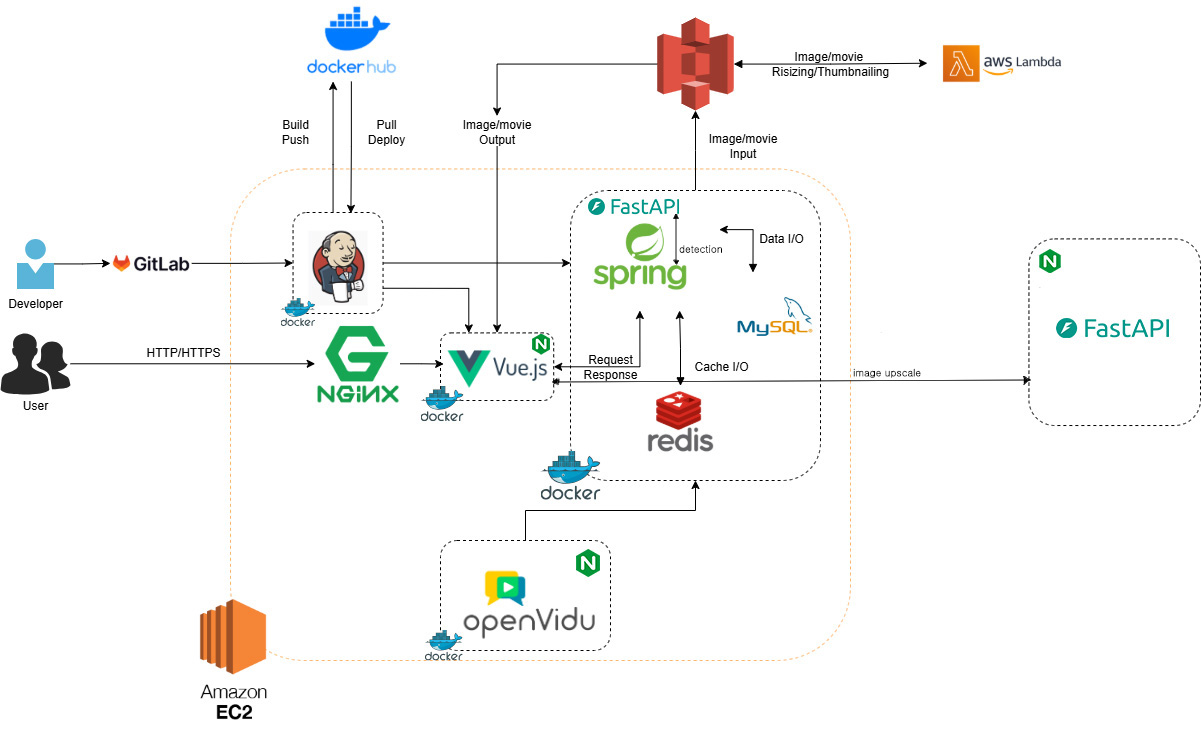 dockerhub
Image/movie
Risizing/Thumbnailing
aws Lambda
Build
Push
Pull
Deploy
Image/movie
Output
Image/movie
Input
FastAPI
spring
detection
Data I/O
Developer
GitLab
docker
MySQL
FastAPI
HTTP/HTTPS
User
NGiNX
Vue.js
docker
Request
Response
Cache I/O
image upscale
redis
docker
openVidu
docker
Amazon
EC2